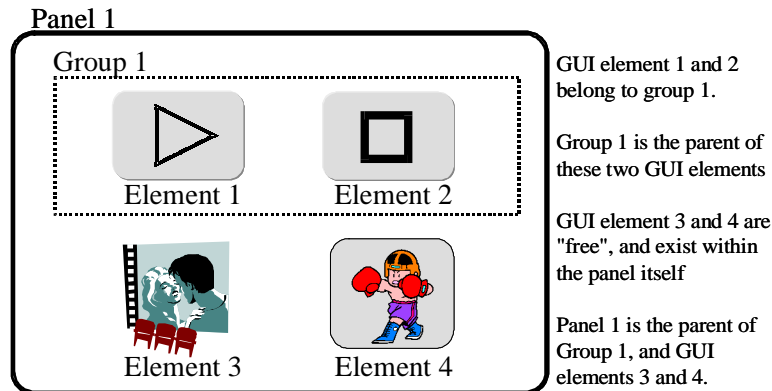 Panel 1
Group 1
Element 1
Element 2
Element 3
Element 4
GUI element 1 and 2
belong to group 1.
Group 1 is the parent of
these two GUI elements
GUI element 3 and 4 are
"free", and exist within
the panel itself
Panel 1 is the parent of
Group 1, and GUI
elements 3 and 4.